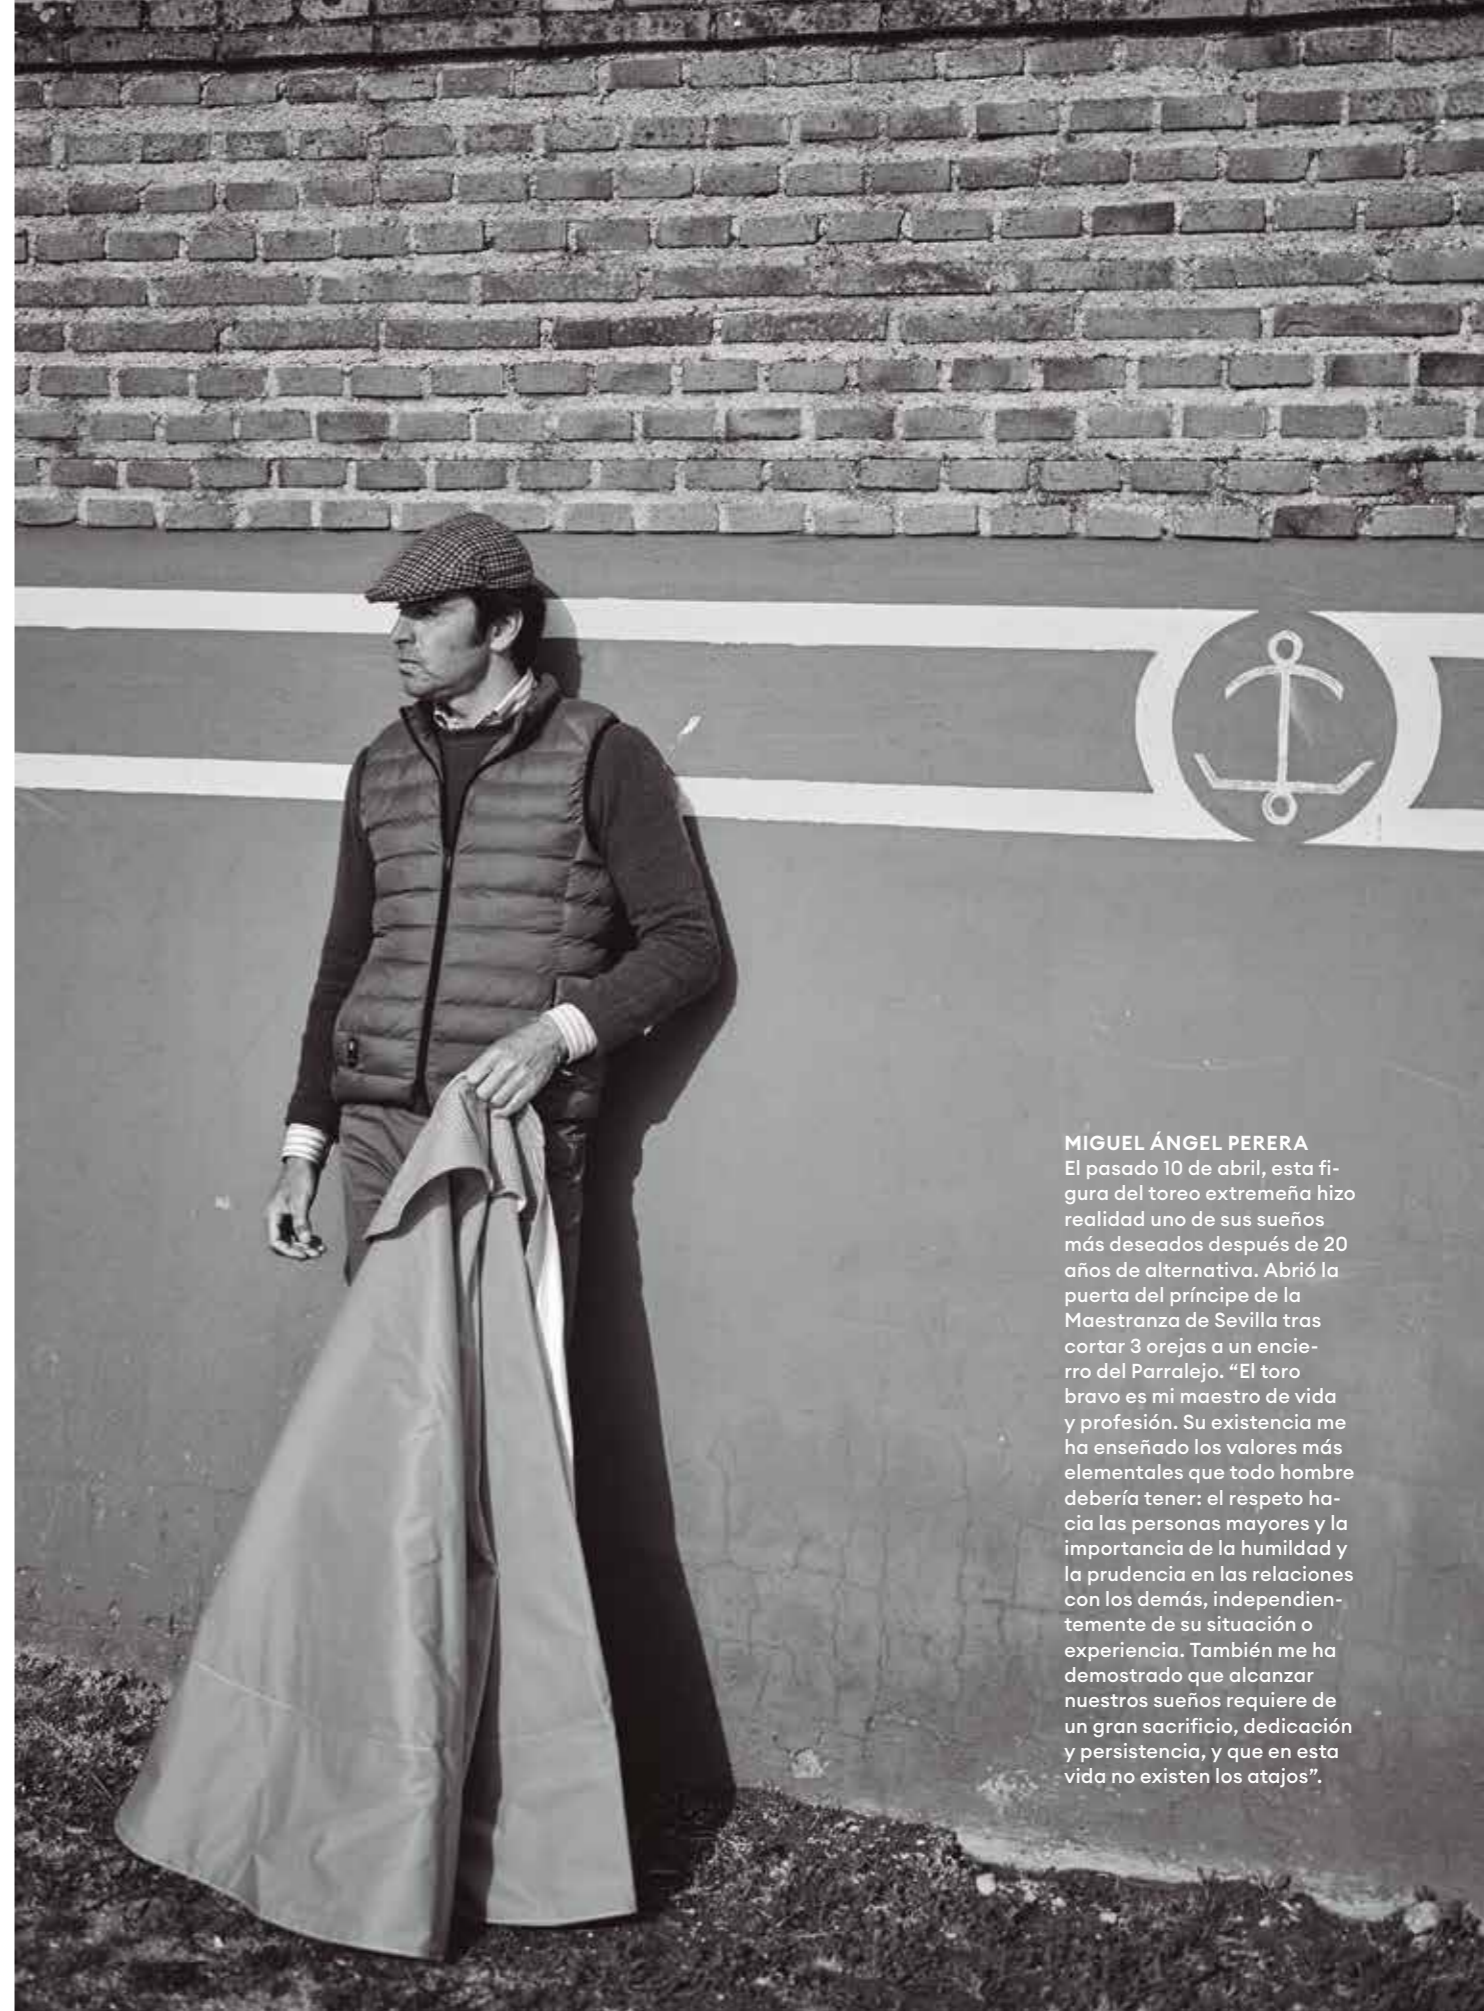 MIGUEL ÁNGEL PERERA
El pasado 10 de abril, esta fi-
gura del toreo extremeña hizo
realidad uno de sus sueños
más deseados después de 20
años de alternativa. Abrió la
puerta del príncipe de la
Maestranza de Sevilla tras
cortar 3 orejas a un encie-
rro del Parralejo. “El toro
bravo es mi maestro de vida
y profesión. Su existencia me
ha enseñado los valores más
elementales que todo hombre
debería tener: el respeto ha-
cia las personas mayores y la
importancia de la humildad y
la prudencia en las relaciones
con los demás, independien-
temente de su situación o
experiencia. También me ha
demostrado que alcanzar
nuestros sueños requiere de
un gran sacrificio, dedicación
y persistencia, y que en esta
vida no existen los atajos”.